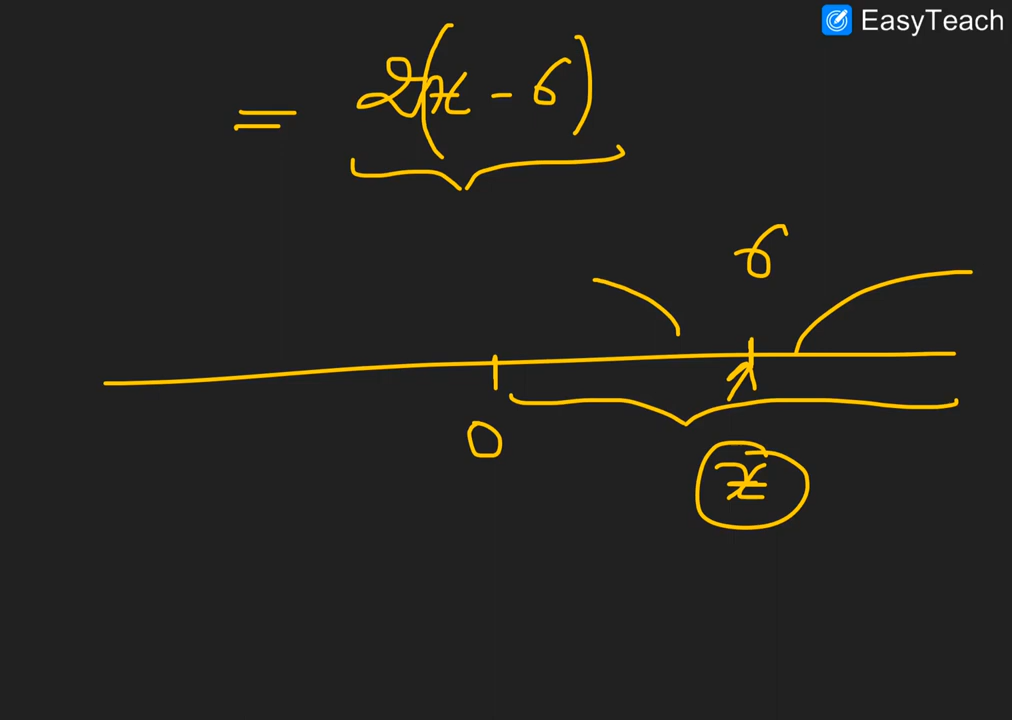 EasyTeach
= 2(x - 6)
6
0
x